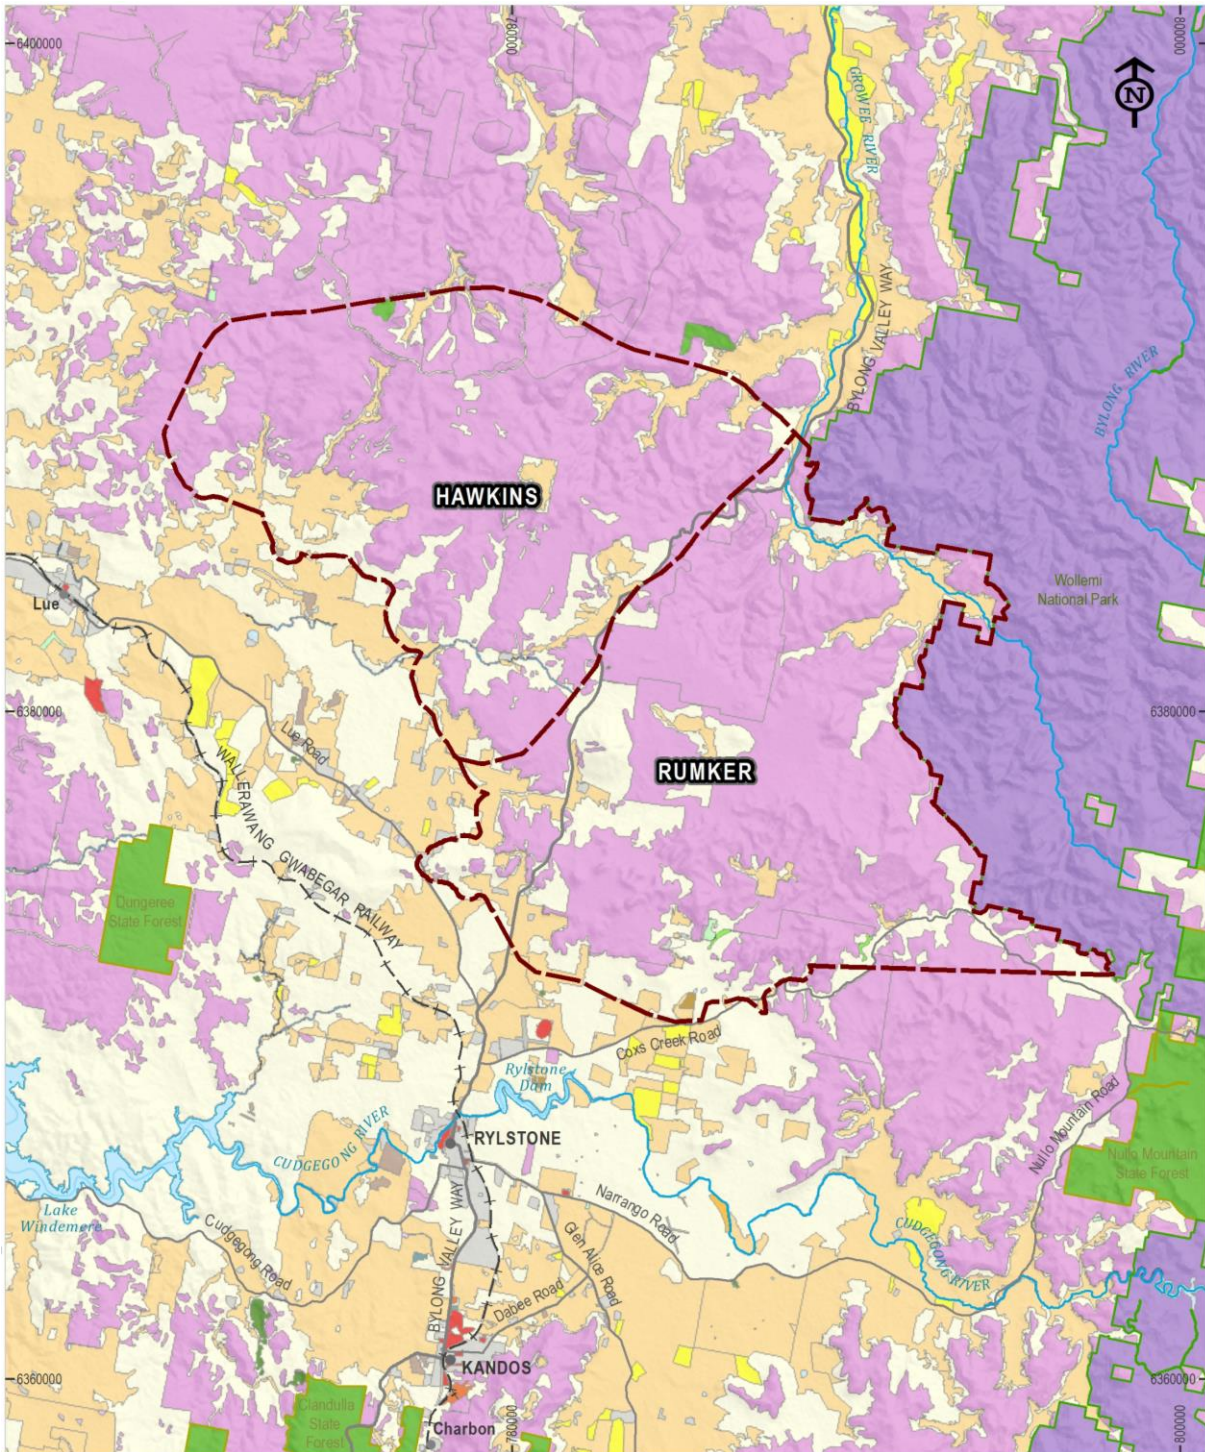 780000
800000
6400000
N
GROWEE RIVER
BYLONG VALLEY WAY
BYLONG RIVER
HAWKINS
Wollemi
National Park
Lue
6380000
6380000
Lue Road
RUMKER
WALLERAWANG GWABEGAR RAILWAY
Dungeree
State Forest
Coxs Creek Road
Rylstone
Dam
CUDGEGONG RIVER
RYLSTONE
Nullo Mountain Road
Nullo Mountain
State Forest
Lake
Windemere
Cudgegong Road
BYLONG VALLEY WAY
Narrango Road
Glen Alice Road
CUDGEGONG RIVER
Dabee Road
6360000
6360000
KANDOS
Clandulla
State
Forest
Charbon
780000
800000